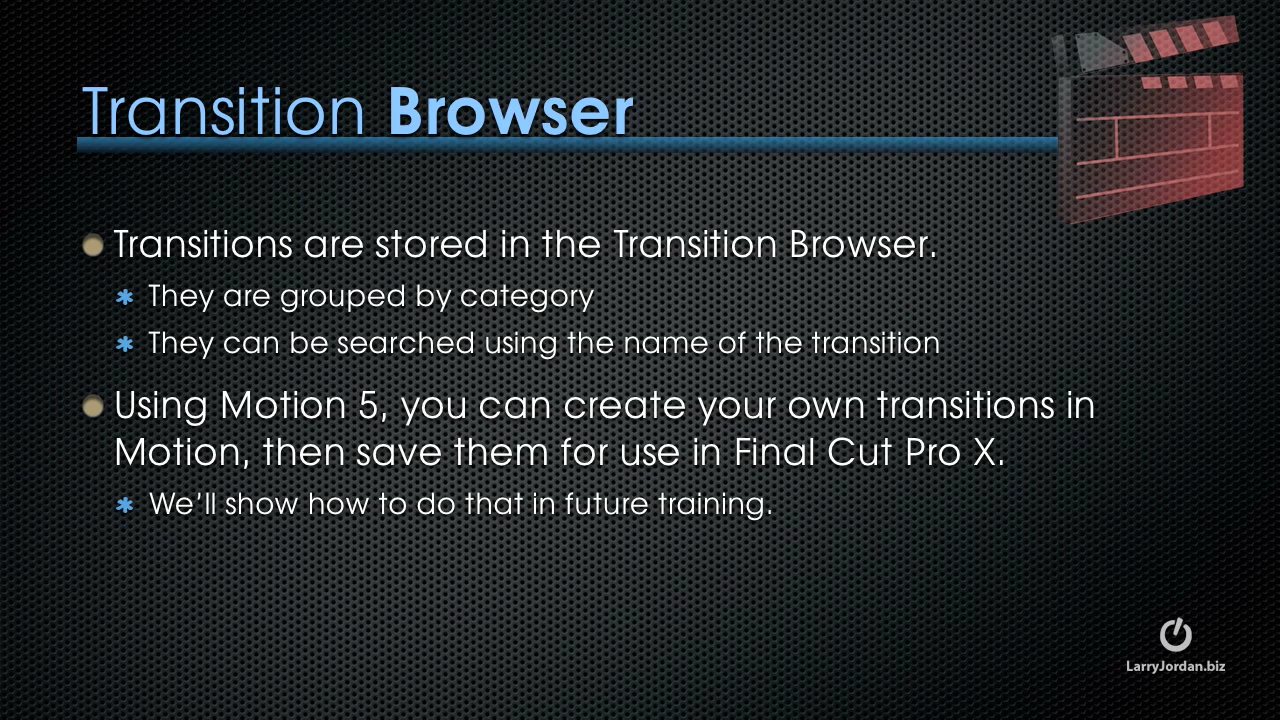 Transition Browser
Transitions are stored in the Transition Browser.
They are grouped by category
They can be searched using the name of the transition
Using Motion 5, you can create your own transitions in
Motion, then save them for use in Final Cut Pro X.
We’ll show how to do that in future training.
LarryJordan.biz